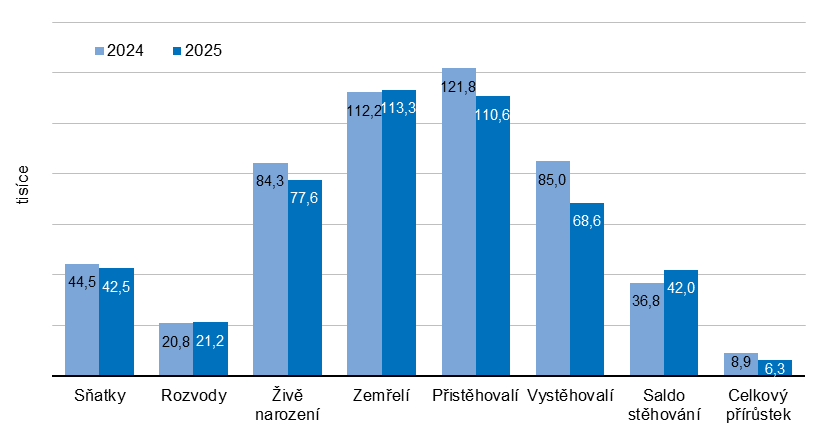 2024 2025
tisíce
44,5 42,5 20,8 21,2 84,3 77,6 112,2 113,3 121,8 110,6 85,0 68,6 36,8 42,0 8,9 6,3
Sňatky Rozvody Živě Zemřelí Přistěhovalí Vystěhovalí Saldo Celkový
narození stěhování přírůstek